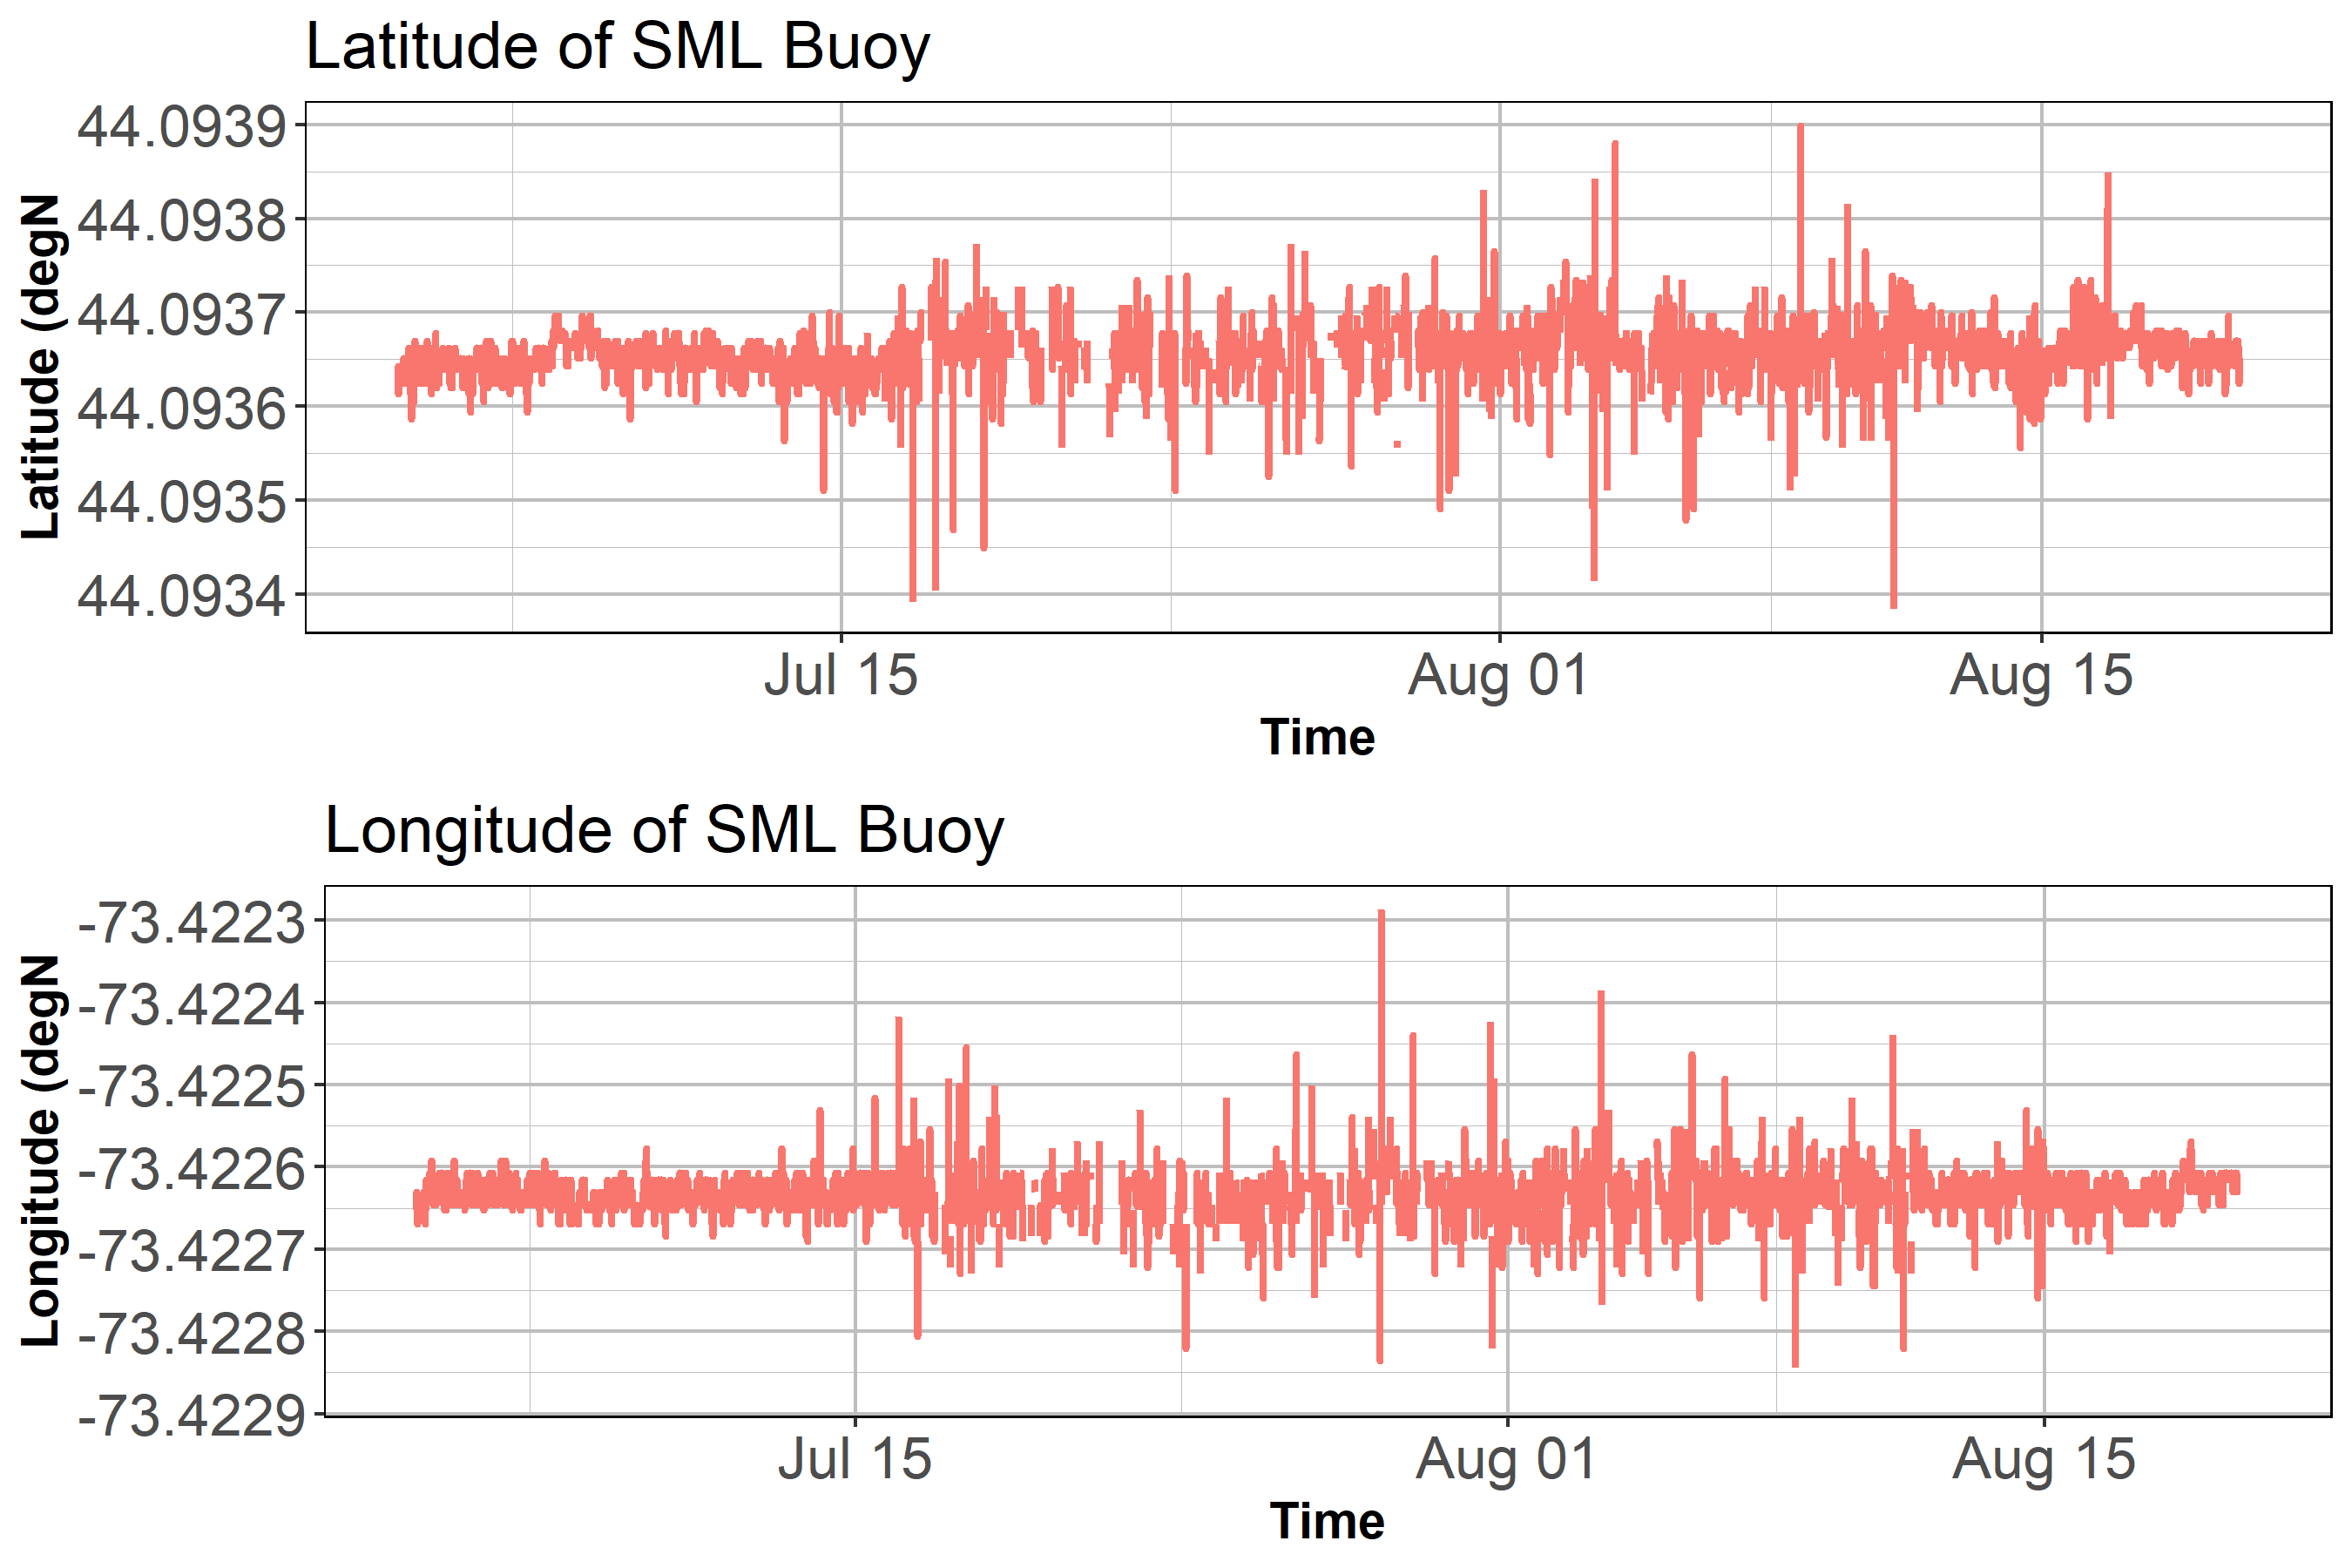 Latitude of SML Buoy
Latitude (degN
44.0939
44.0938
44.0937
44.0936
44.0935
44.0934
Jul 15 Aug 01 Aug 15
Time
Longitude of SML Buoy
Longitude (degN
-73.4223
-73.4224
-73.4225
-73.4226
-73.4227
-73.4228
-73.4229
Jul 15 Aug 01 Aug 15
Time